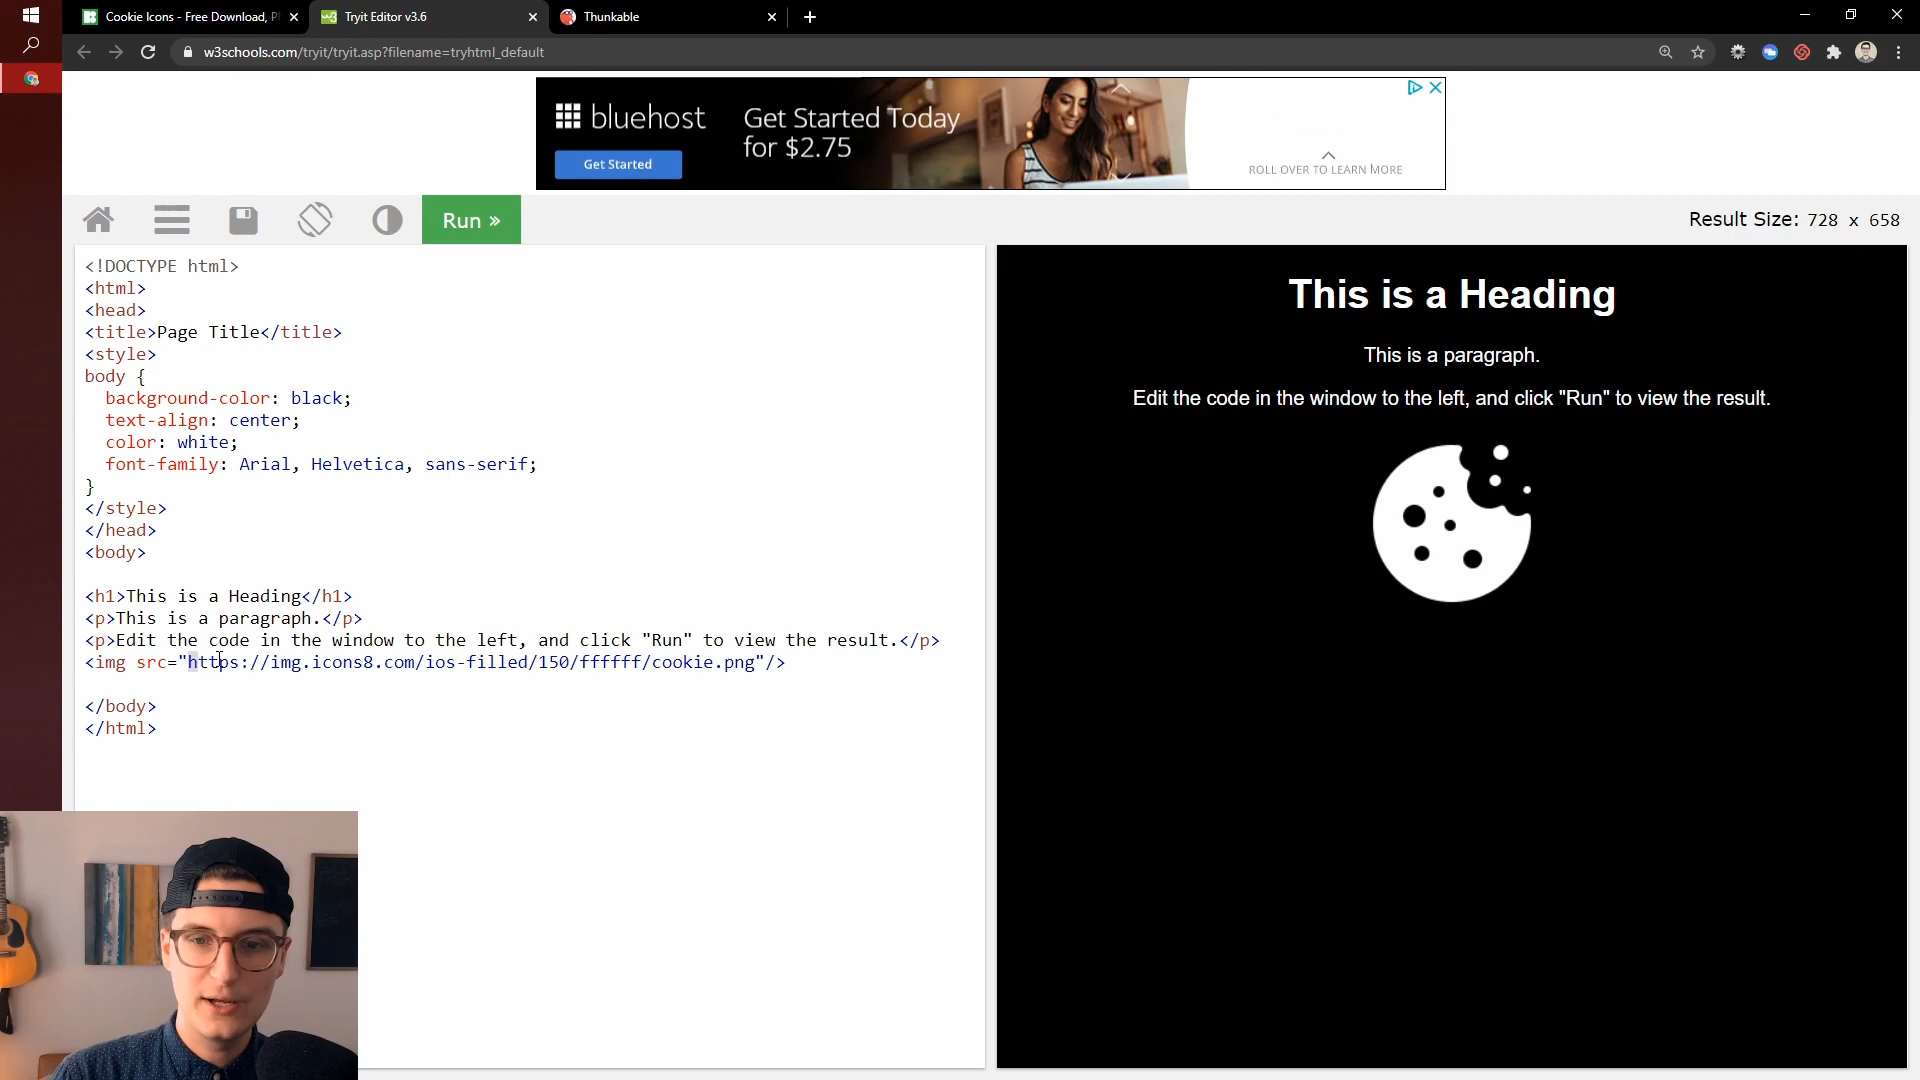 Cookie Icons - Free Download, P
Tryit Editor v3.6
Thunkable
w3schools.com/tryit/tryit.asp?filename=tryhtml_default
bluehost
Get Started Today
for $2.75
Get Started
ROLL OVER TO LEARN MORE
Run »
Result Size: 728 x 658
<!DOCTYPE html>
<html>
<head>
<title>Page Title</title>
<style>
body {
  background-color: black;
  text-align: center;
  color: white;
  font-family: Arial, Helvetica, sans-serif;
}
</style>
</head>
<body>
<h1>This is a Heading</h1>
<p>This is a paragraph.</p>
<p>Edit the code in the window to the left, and click "Run" to view the result.</p>
<img src="https://img.icons8.com/ios-filled/150/ffffff/cookie.png"/>
</body>
</html>
This is a Heading
This is a paragraph.
Edit the code in the window to the left, and click "Run" to view the result.